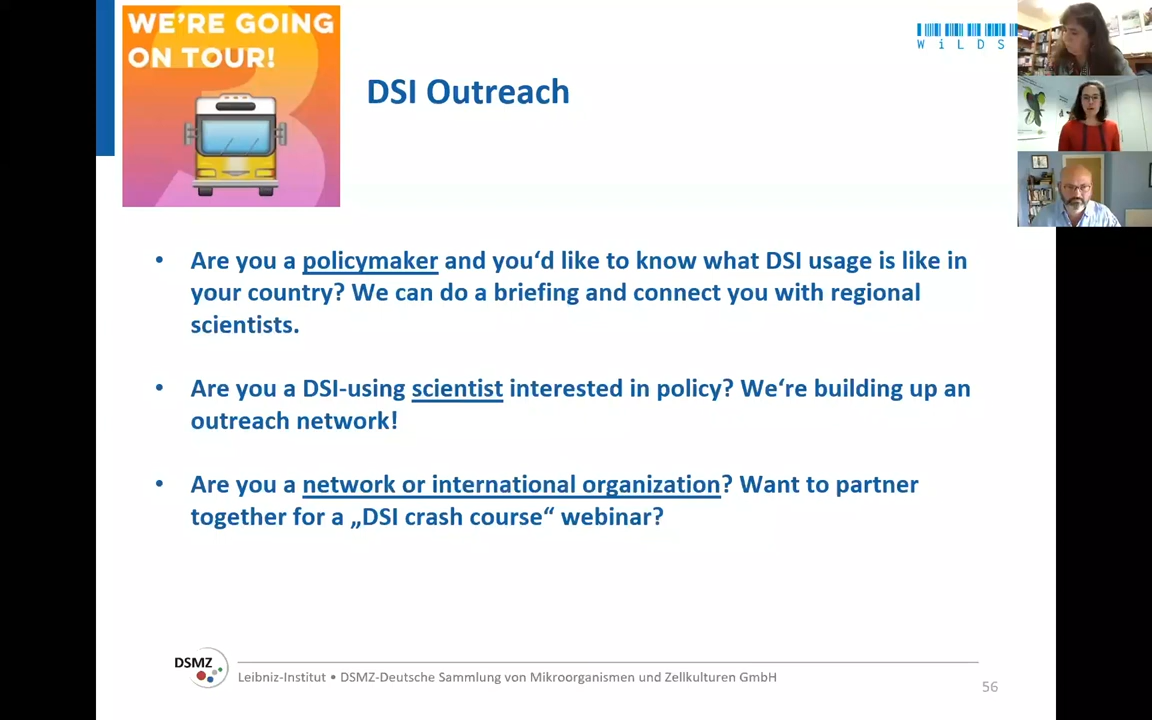 WE'RE GOING
ON TOUR!
WiLDS
DSI Outreach
• Are you a policymaker and you‘d like to know what DSI usage is like in
your country? We can do a briefing and connect you with regional
scientists.
• Are you a DSI-using scientist interested in policy? We‘re building up an
outreach network!
• Are you a network or international organization? Want to partner
together for a „DSI crash course“ webinar?
DSMZ
Leibniz-Institut • DSMZ-Deutsche Sammlung von Mikroorganismen und Zellkulturen GmbH
56